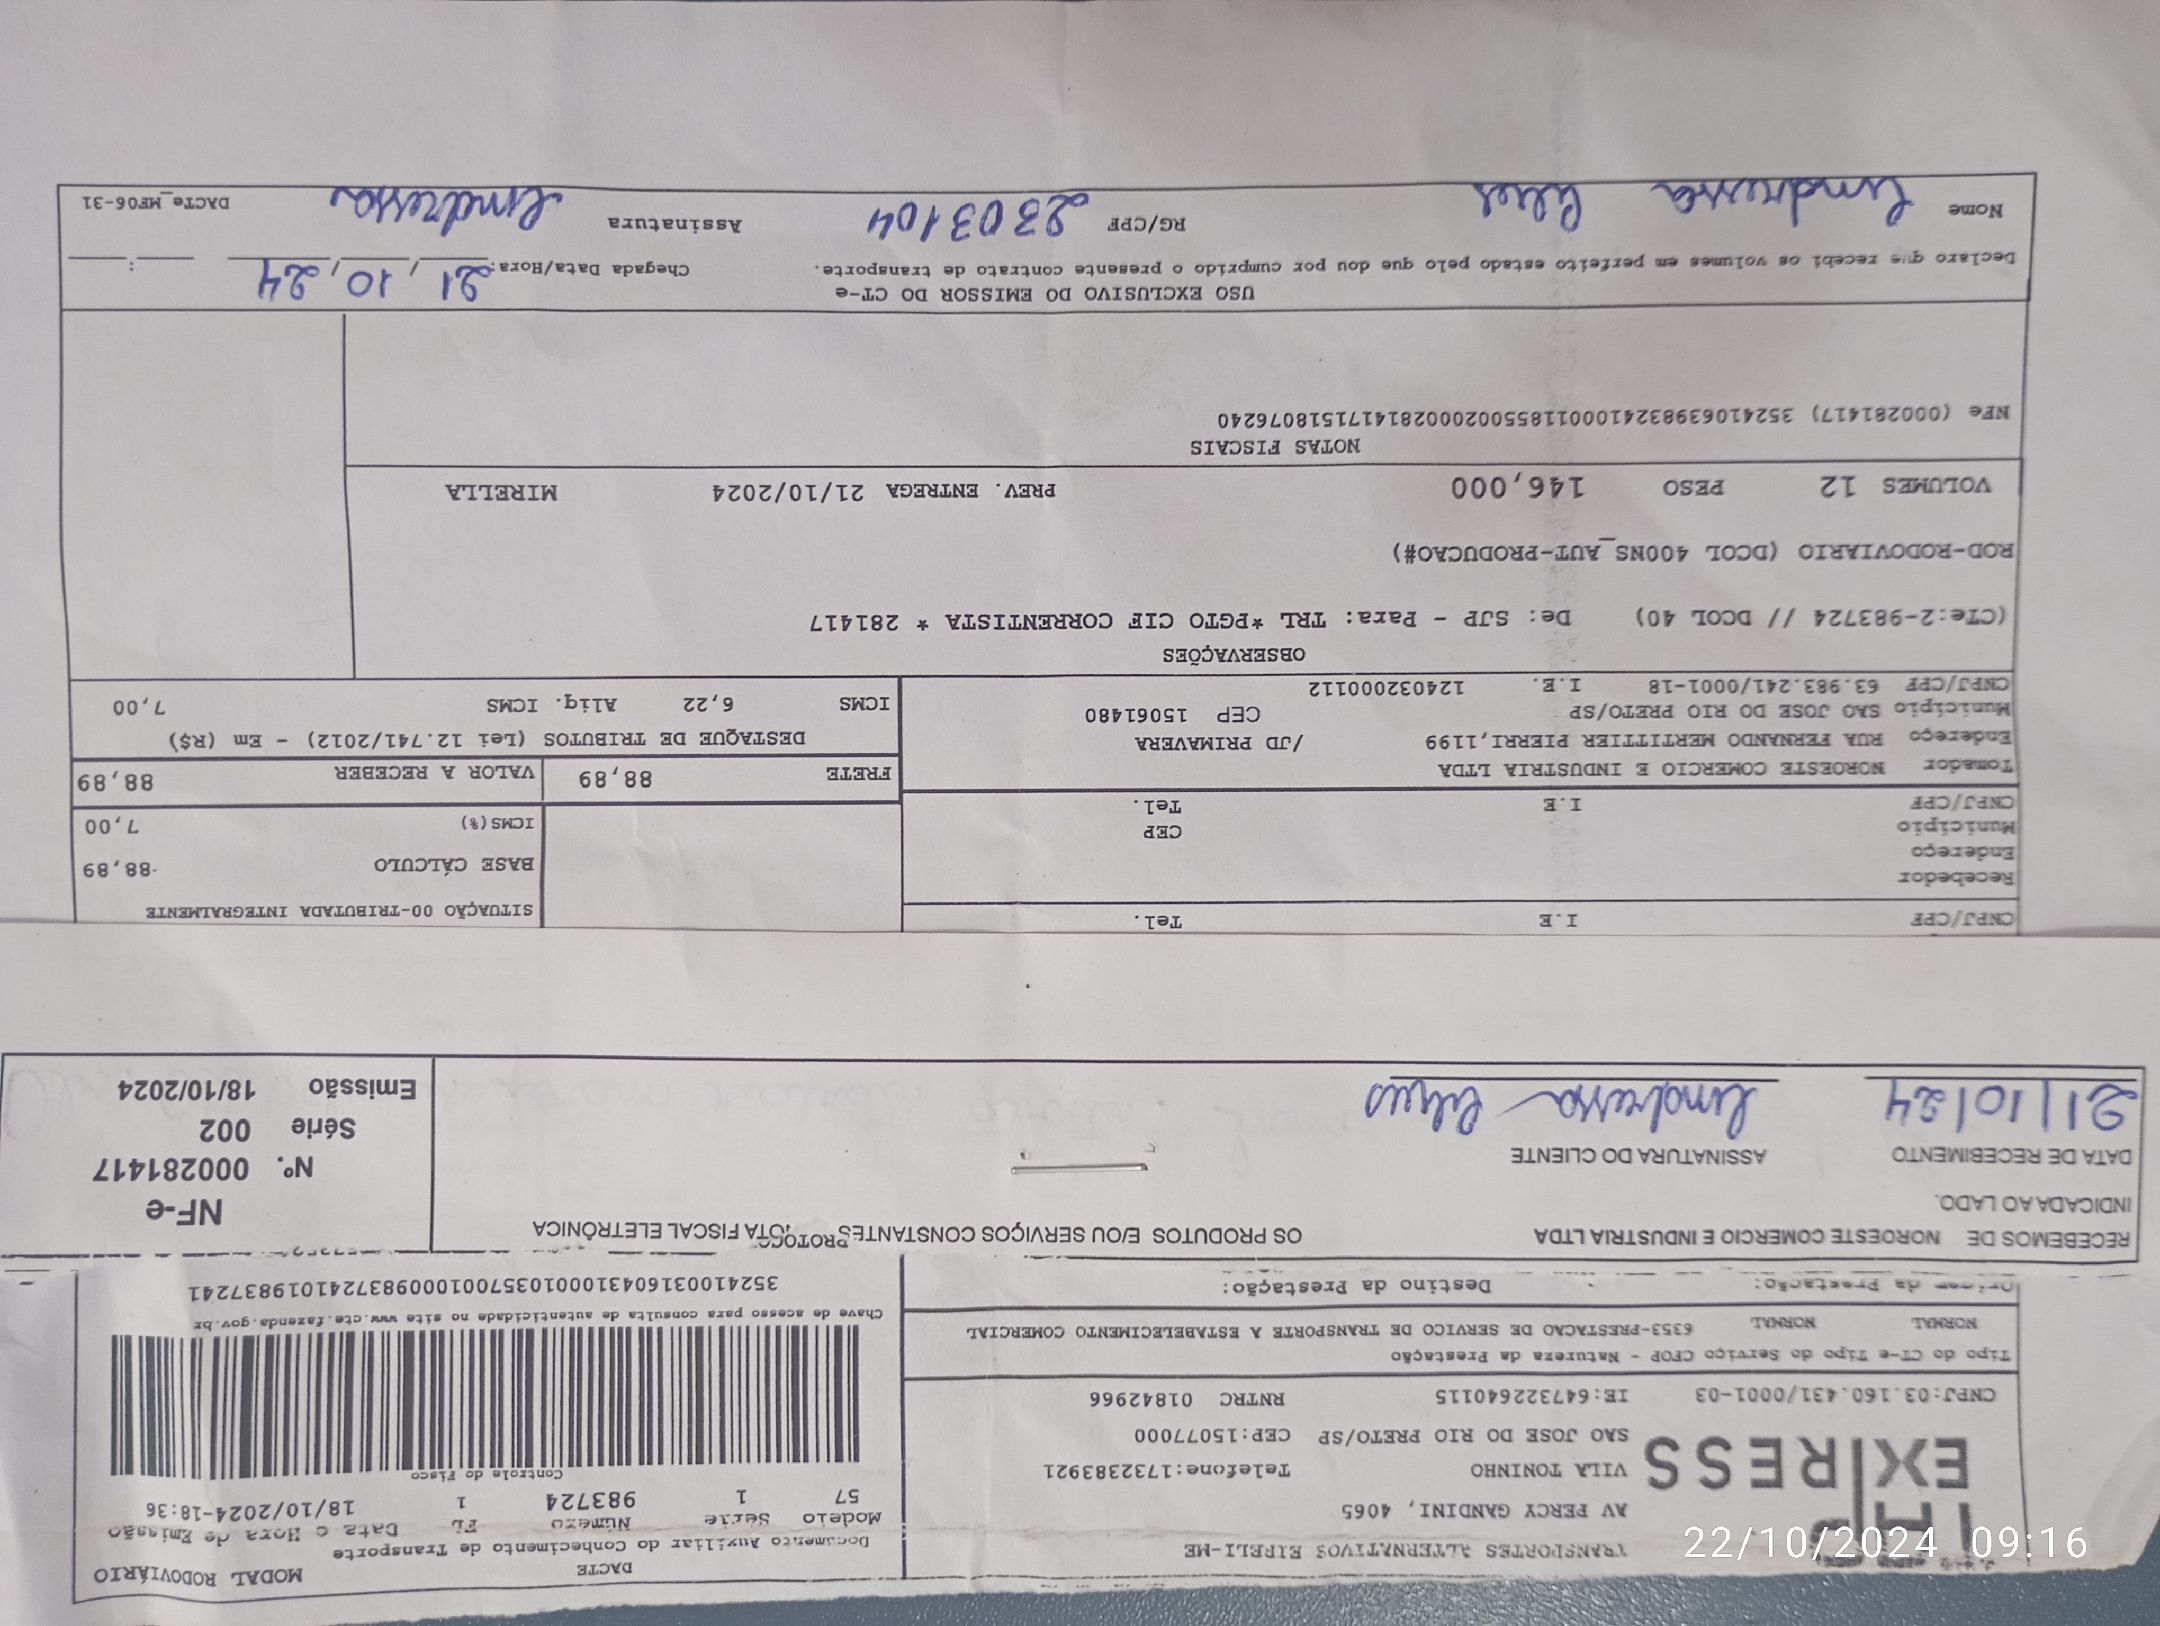 DACTE
MODAL RODOVIÁRIO
Documento Auxiliar do Conhecimento de Transporte
Modelo Série Número FL Data e Hora de Emissão
57 1 983724 1 18/10/2024-18:36
Controle do Fisco
Chave de acesso para consulta de autenticidade no site www.cte.fazenda.gov.br
35241003160431000103570010009837241019837241
TRANSPORTES ALTERNATIVOS EIRELI-ME
AV PERCY GANDINI, 4065
VILA TONINHO Telefone:1732383921
SAO JOSE DO RIO PRETO/SP CEP:15077000
EXPRESS
CNPJ:03.160.431/0001-03 IE:647322640115 RNTRC 01842966
Tipo do CT-e Tipo do Serviço CFOP - Natureza da Prestação
NORMAL NORMAL 6353-PRESTACAO DE SERVICO DE TRANSPORTE A ESTABELECIMENTO COMERCIAL
Origem da Prestação: Destino da Prestação:
RECEBEMOS DE NOROESTE COMERCIO E INDUSTRIA LTDA OS PRODUTOS E/OU SERVIÇOS CONSTANTES OTA FISCAL ELETRÔNICA
INDICADA AO LADO.
DATA DE RECEBIMENTO ASSINATURA DO CLIENTE
21/10/24 Andressa
NF-e
Nº. 000281417
Série 002
Emissão 18/10/2024
CNPJ/CPF I.E Tel.
Recebedor
Endereço
Município CEP
CNPJ/CPF I.E Tel.
SITUAÇÃO 00-TRIBUTADA INTEGRALMENTE
BASE CÁLCULO 88,89
ICMS(%) 7,00
Tomador NOROESTE COMERCIO E INDUSTRIA LTDA
Endereço RUA FERNANDO MERTITTIER PIERRI,1199 /JD PRIMAVERA
Município SAO JOSE DO RIO PRETO/SP CEP 15061480
CNPJ/CPF 63.983.241/0001-18 I.E. 124032000112
FRETE 88,89 VALOR A RECEBER 88,89
DESTAQUE DE TRIBUTOS (Lei 12.741/2012) - Em (R$)
ICMS 6,22 Aliq. ICMS 7,00
OBSERVAÇÕES
(CTe:2-983724 // DCOL 40) De: SJP - Para: TRL *PGTO CIF CORRENTISTA * 281417
ROD-RODOVIARIO (DCOL 400NS_AUT-PRODUCAO#)
VOLUMES 12 PESO 146,000 PREV. ENTREGA 21/10/2024 MIRELLA
NOTAS FISCAIS
NFe (000281417) 35241063983241000118550020002814171518076240
USO EXCLUSIVO DO EMISSOR DO CT-e
Declaro que recebi os volumes em perfeito estado pelo que dou por cumprido o presente contrato de transporte. Chegada Data/Hora: 21/10/24 :
Nome Andressa RG/CPF 2303104 Assinatura Andressa
DACTe_MF06-31
22/10/2024 09:16